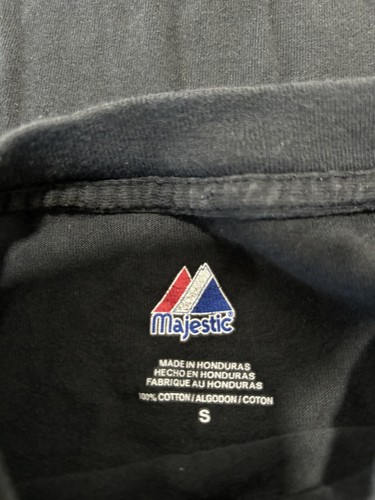 Majestic®
MADE IN HONDURAS
HECHO EN HONDURAS
FABRIQUE AU HONDURAS
100% COTTON/ALGODON/COTON
S